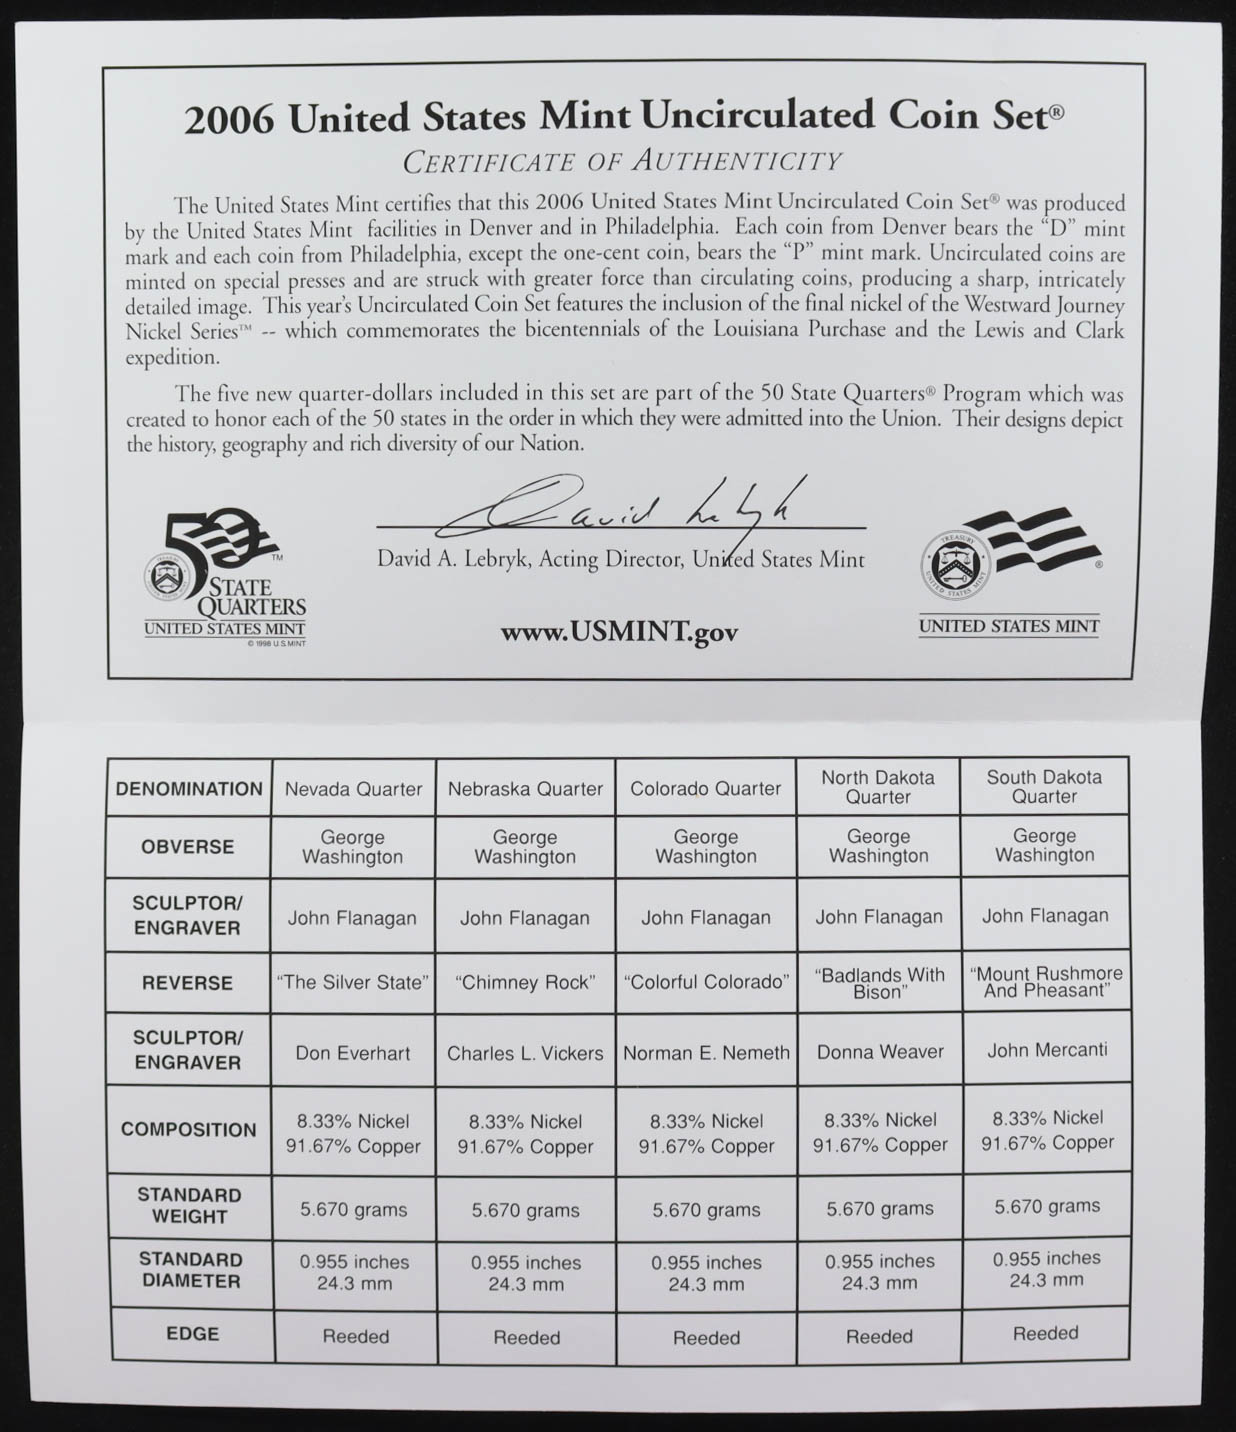 2006 United States Mint Uncirculated Coin Set®
CERTIFICATE OF AUTHENTICITY
The United States Mint certifies that this 2006 United States Mint Uncirculated Coin Set® was produced
by the United States Mint facilities in Denver and in Philadelphia. Each coin from Denver bears the “D” mint
mark and each coin from Philadelphia, except the one-cent coin, bears the “P” mint mark. Uncirculated coins are
minted on special presses and are struck with greater force than circulating coins, producing a sharp, intricately
detailed image. This year's Uncirculated Coin Set features the inclusion of the final nickel of the Westward Journey
Nickel Series™ -- which commemorates the bicentennials of the Louisiana Purchase and the Lewis and Clark
expedition.
The five new quarter-dollars included in this set are part of the 50 State Quarters® Program which was
created to honor each of the 50 states in the order in which they were admitted into the Union. Their designs depict
the history, geography and rich diversity of our Nation.
David Lebryk
David A. Lebryk, Acting Director, United States Mint
www.USMINT.gov
50 TM
STATE
QUARTERS
UNITED STATES MINT
© 1998 U.S. MINT
TREASURY
UNITED STATES MINT
®
UNITED STATES MINT
DENOMINATION Nevada Quarter Nebraska Quarter Colorado Quarter North Dakota Quarter South Dakota Quarter
OBVERSE George Washington George Washington George Washington George Washington George Washington
SCULPTOR/ ENGRAVER John Flanagan John Flanagan John Flanagan John Flanagan John Flanagan
REVERSE “The Silver State” “Chimney Rock” “Colorful Colorado” “Badlands With Bison” “Mount Rushmore And Pheasant”
SCULPTOR/ ENGRAVER Don Everhart Charles L. Vickers Norman E. Nemeth Donna Weaver John Mercanti
COMPOSITION 8.33% Nickel 91.67% Copper 8.33% Nickel 91.67% Copper 8.33% Nickel 91.67% Copper 8.33% Nickel 91.67% Copper 8.33% Nickel 91.67% Copper
STANDARD WEIGHT 5.670 grams 5.670 grams 5.670 grams 5.670 grams 5.670 grams
STANDARD DIAMETER 0.955 inches 24.3 mm 0.955 inches 24.3 mm 0.955 inches 24.3 mm 0.955 inches 24.3 mm 0.955 inches 24.3 mm
EDGE Reeded Reeded Reeded Reeded Reeded